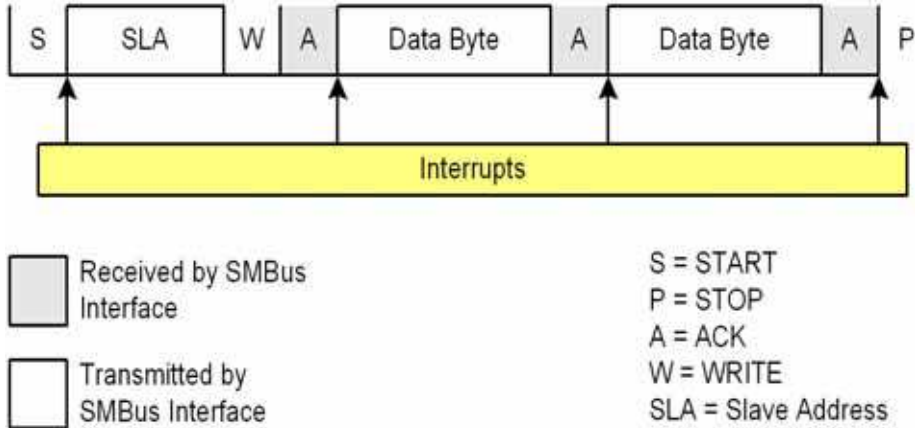 S SLA W A Data Byte A Data Byte A P
Interrupts
Received by SMBus
Interface
Transmitted by
SMBus Interface
S = START
P = STOP
A = ACK
W = WRITE
SLA = Slave Address